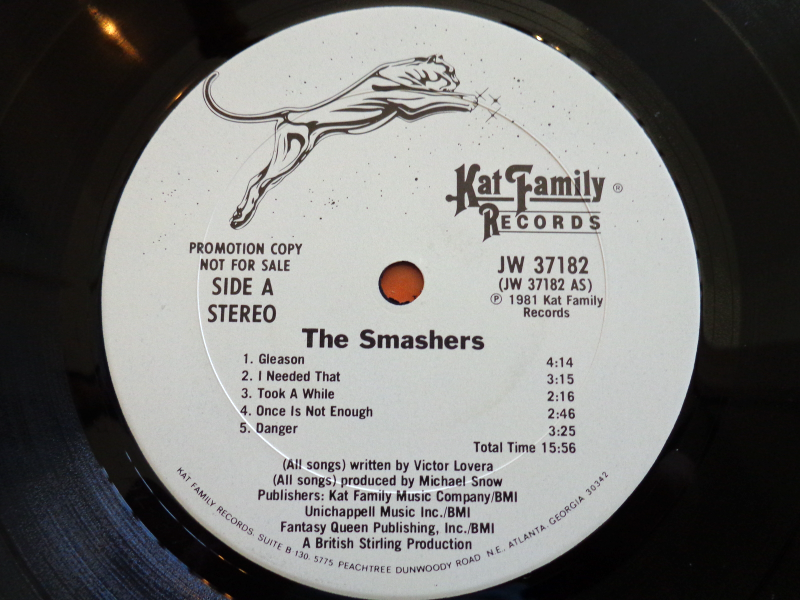 Kat Family ®
RECORDS
PROMOTION COPY
NOT FOR SALE
SIDE A
STEREO
JW 37182
(JW 37182 AS)
℗ 1981 Kat Family
Records
The Smashers
1. Gleason 4:14
2. I Needed That 3:15
3. Took A While 2:16
4. Once Is Not Enough 2:46
5. Danger 3:25
Total Time 15:56
(All songs) written by Victor Lovera
(All songs) produced by Michael Snow
Publishers: Kat Family Music Company/BMI
Unichappell Music Inc./BMI
Fantasy Queen Publishing, Inc./BMI
A British Stirling Production
KAT FAMILY RECORDS, SUITE B 130, 5775 PEACHTREE DUNWOODY ROAD N.E., ATLANTA, GEORGIA 30342